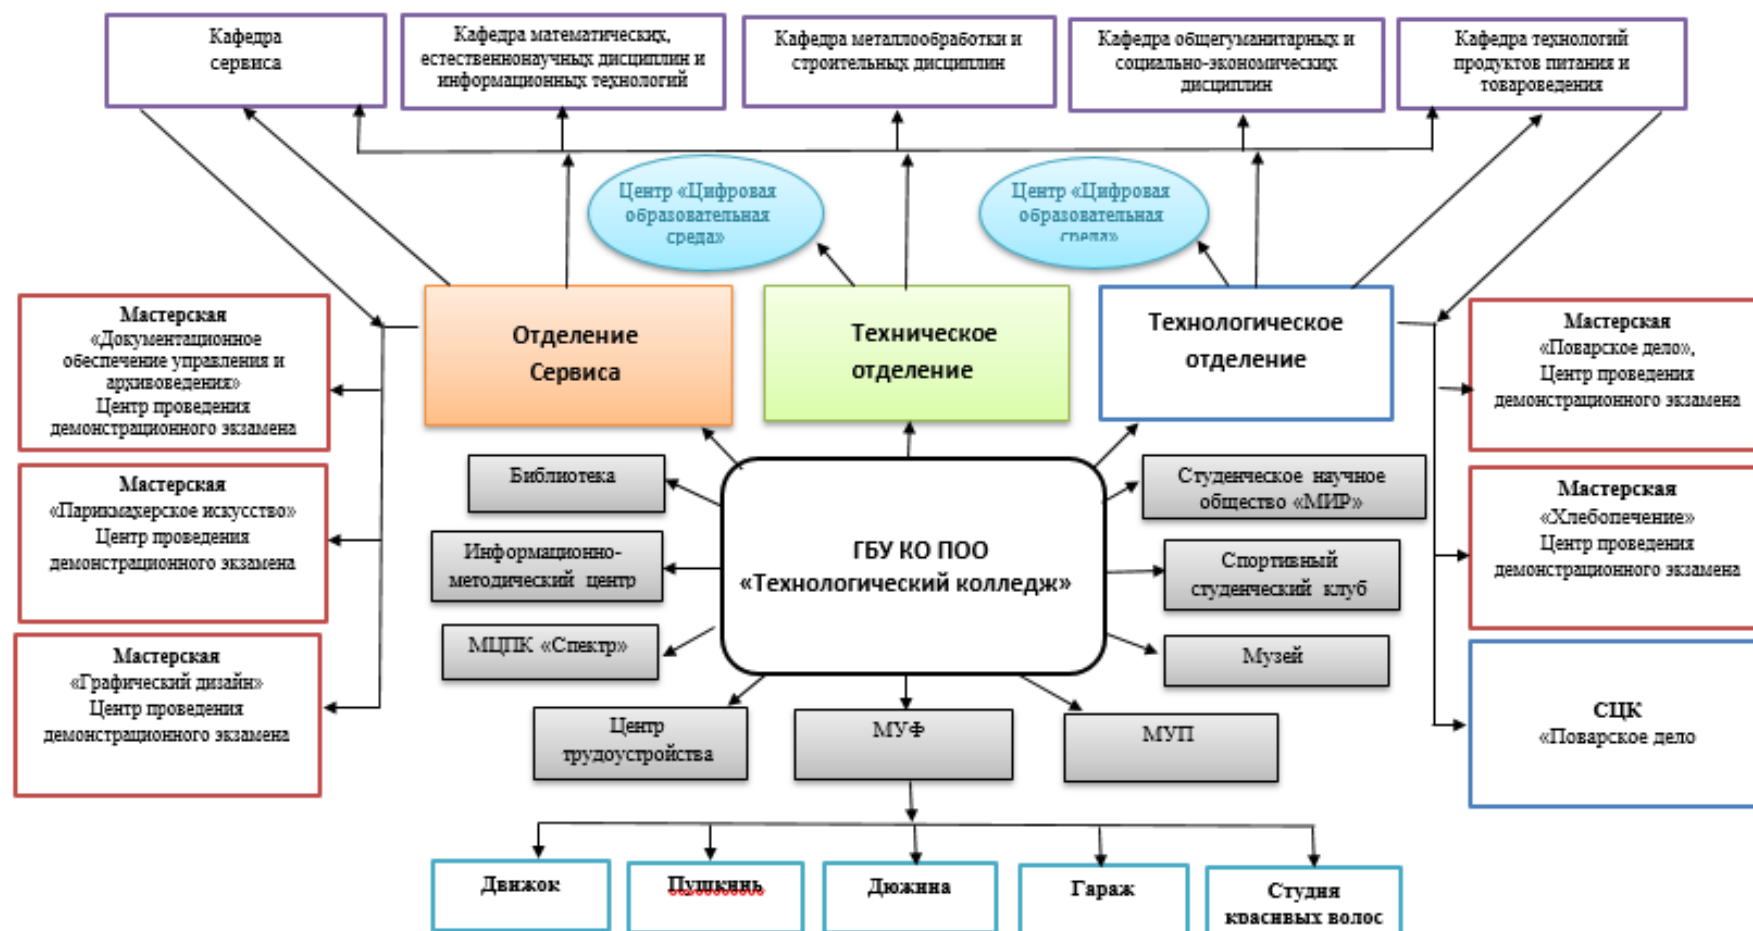 Кафедра
сервиса
Кафедра математических,
естественнонаучных дисциплин и
информационных технологий
Кафедра металлообработки и
строительных дисциплин
Кафедра общегуманитарных и
социально-экономических
дисциплин
Кафедра технологий
продуктов питания и
товароведения
Центр «Цифровая
образовательная
среда»
Центр «Цифровая
образовательная
среда»
Отделение
Сервиса
Техническое
отделение
Технологическое
отделение
Мастерская
«Документационное
обеспечение управления и
архивоведения»
Центр проведения
демонстрационного экзамена
Мастерская
«Парикмахерское искусство»
Центр проведения
демонстрационного экзамена
Мастерская
«Графический дизайн»
Центр проведения
демонстрационного экзамена
Библиотека
Информационно-
методический центр
МЦПК «Спектр»
Центр
трудоустройства
ГБУ КО ПОО
«Технологический колледж»
МУФ
МУП
Студенческое научное
общество «МИР»
Спортивный
студенческий клуб
Музей
Мастерская
«Поварское дело»,
Центр проведения
демонстрационного экзамена
Мастерская
«Хлебопечение»
Центр проведения
демонстрационного экзамена
СЦК
«Поварское дело
Движок
Пушкинь
Дюжина
Гараж
Студия
красивых волос